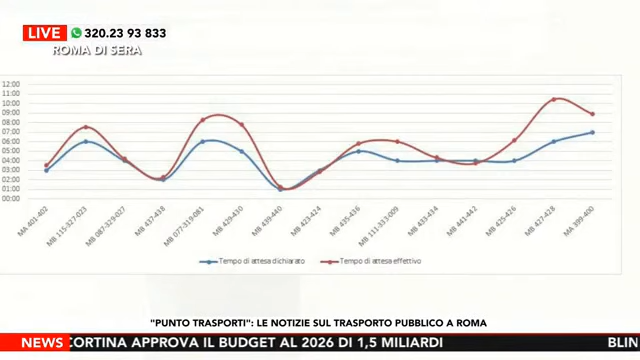 LIVE 320.23 93 833
ROMA DI SERA
12:00
11:00
10:00
09:00
08:00
07:00
06:00
05:00
04:00
03:00
02:00
01:00
00:00
MA 401-402
MB 115-327-023
MB 087-329-027
MB 437-438
MB 077-319-081
MB 429-430
MB 439-440
MB 423-424
MB 435-436
MB 111-333-009
MB 433-434
MB 441-442
MB 425-426
MB 427-428
MA 399-400
Tempo di attesa dichiarato
Tempo di attesa effettivo
"PUNTO TRASPORTI": LE NOTIZIE SUL TRASPORTO PUBBLICO A ROMA
NEWS CORTINA APPROVA IL BUDGET AL 2026 DI 1,5 MILIARDI BLIN